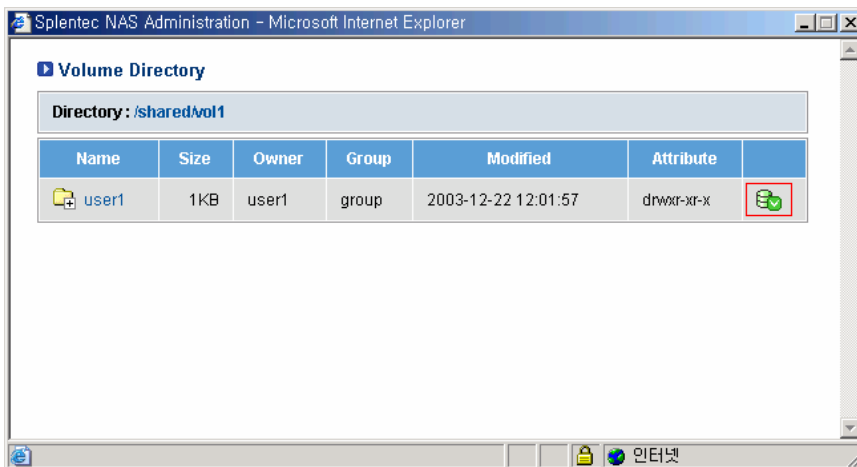 Splentec NAS Administration - Microsoft Internet Explorer
Volume Directory
Directory : /shared/vol1
Name Size Owner Group Modified Attribute
user1 1KB user1 group 2003-12-22 12:01:57 drwxr-xr-x
인터넷